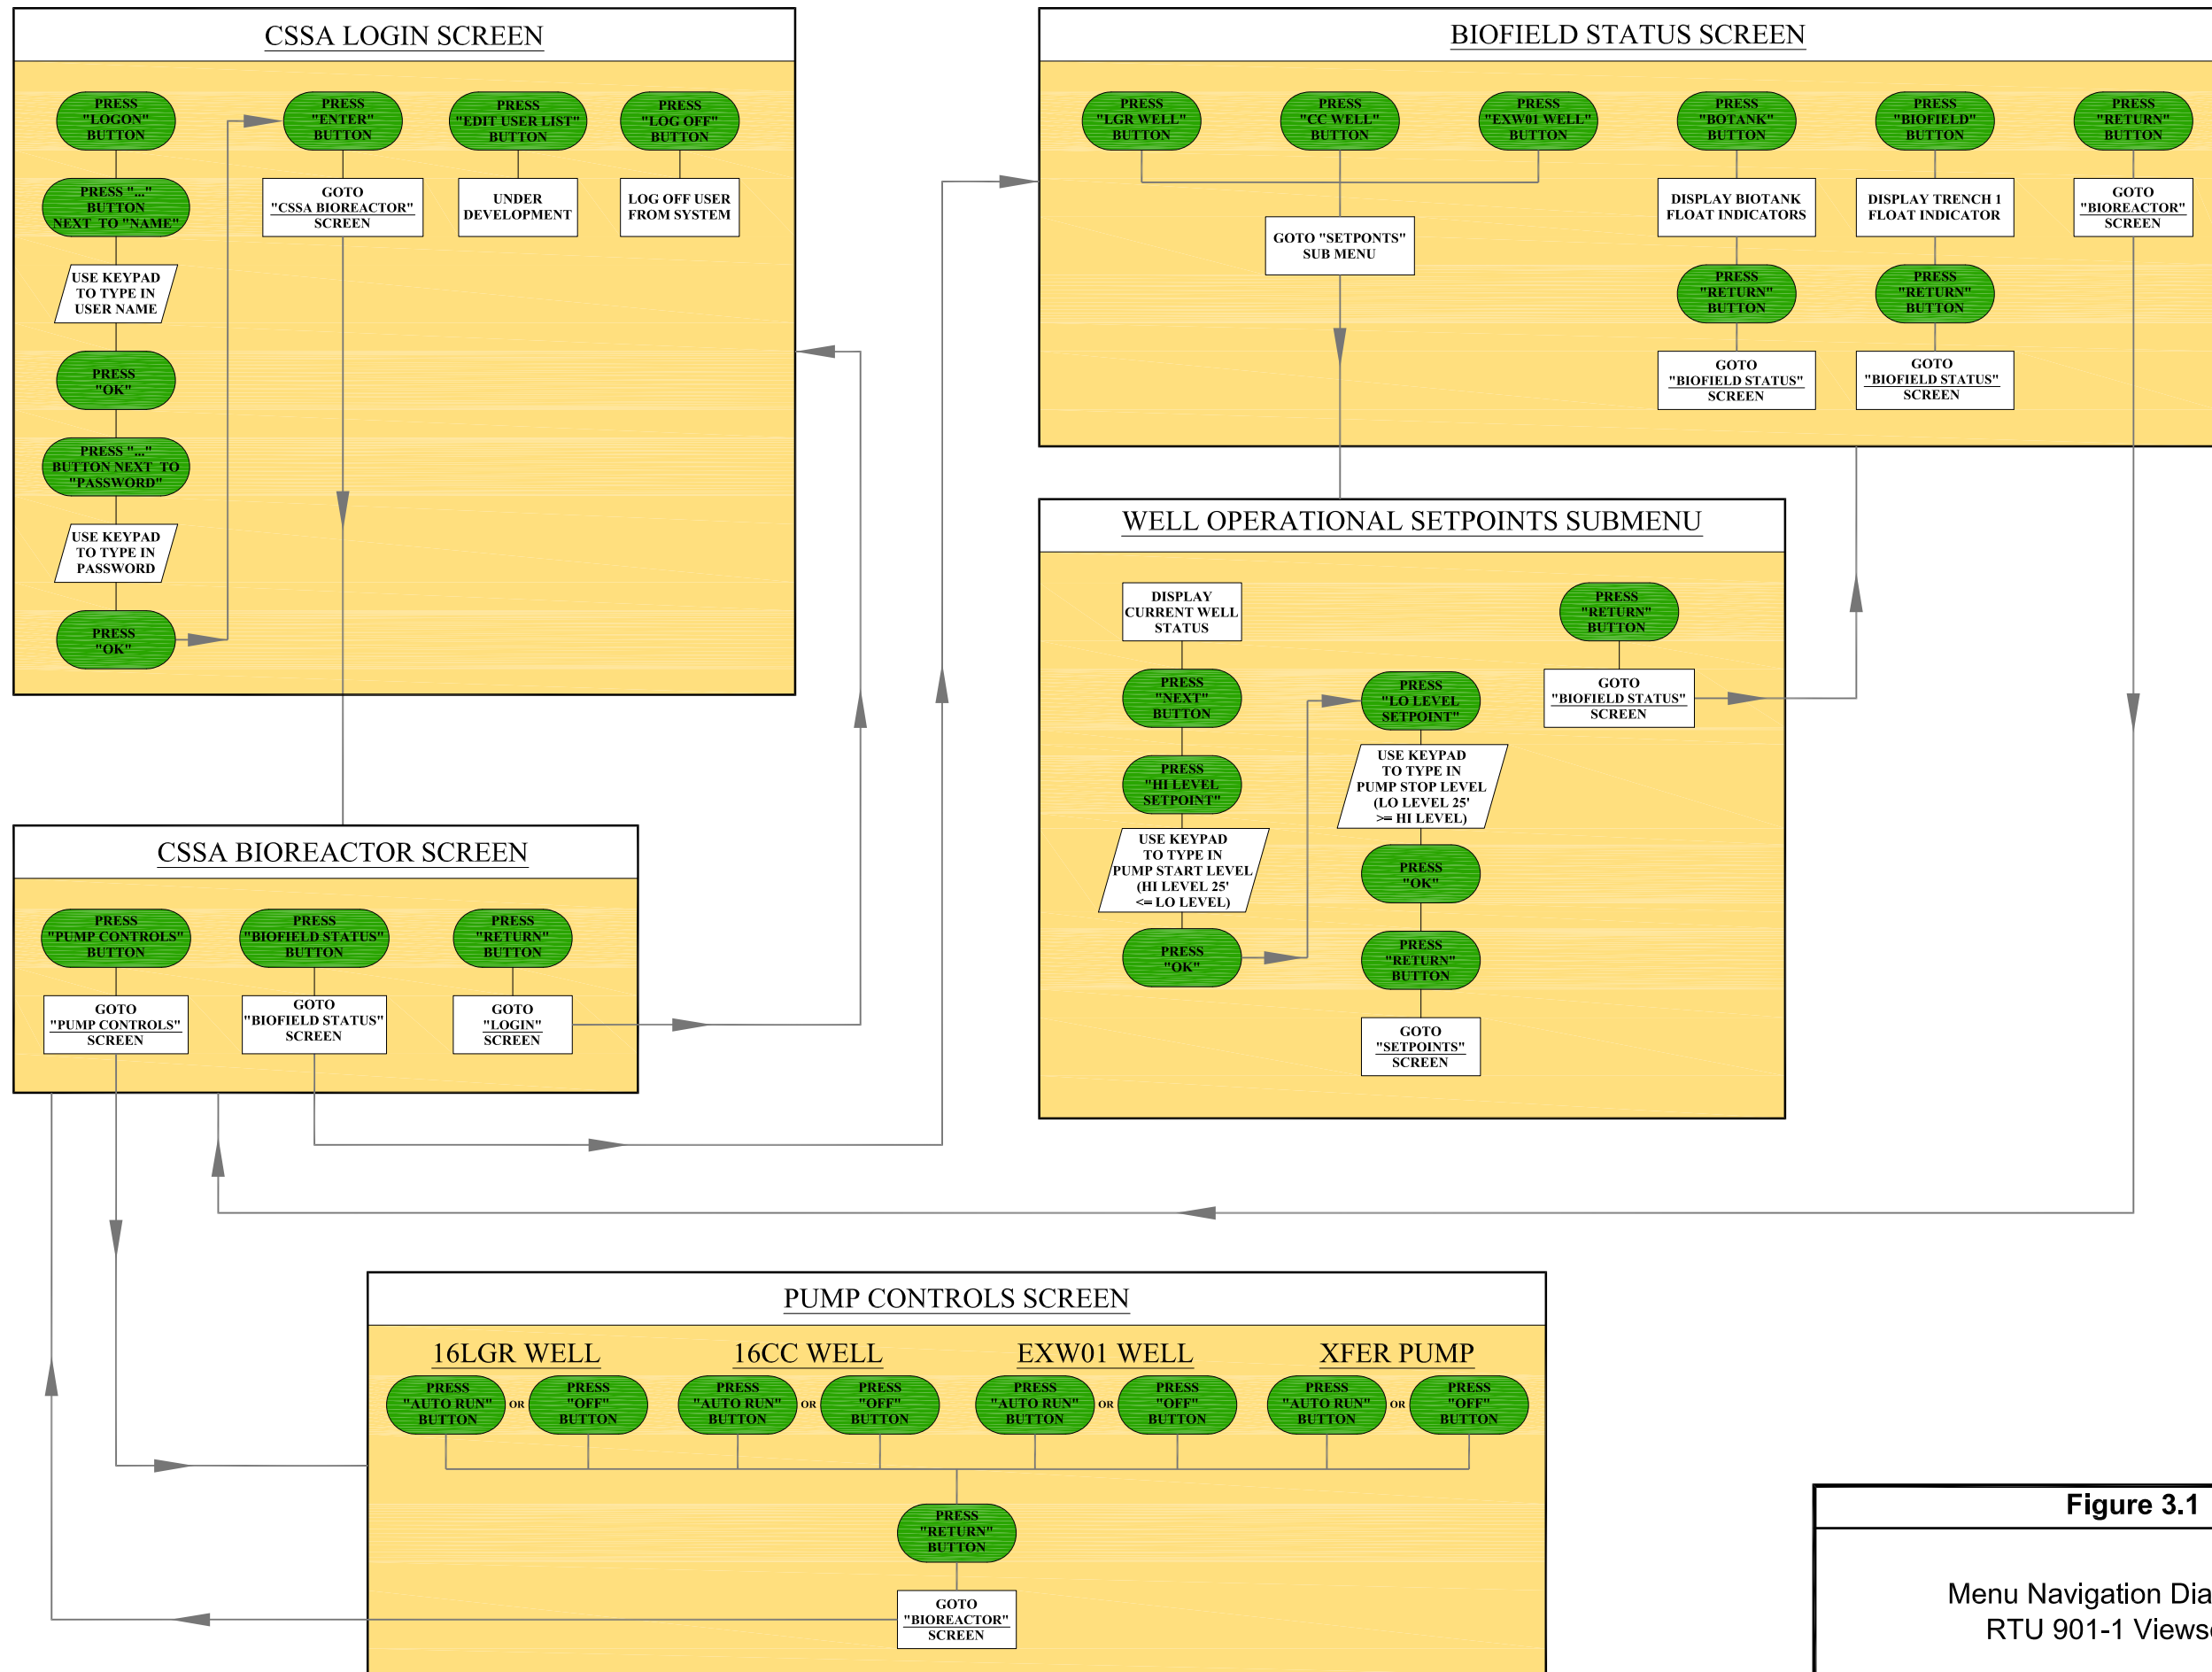 CSSA LOGIN SCREEN
PRESS
"LOGON"
BUTTON
PRESS "..."
BUTTON
NEXT TO "NAME"
USE KEYPAD
TO TYPE IN
USER NAME
PRESS
"OK"
PRESS "..."
BUTTON NEXT TO
"PASSWORD"
USE KEYPAD
TO TYPE IN
PASSWORD
PRESS
"OK"
PRESS
"ENTER"
BUTTON
GOTO
"CSSA BIOREACTOR"
SCREEN
PRESS
"EDIT USER LIST"
BUTTON
UNDER
DEVELOPMENT
PRESS
"LOG OFF"
BUTTON
LOG OFF USER
FROM SYSTEM
BIOFIELD STATUS SCREEN
PRESS
"LGR WELL"
BUTTON
PRESS
"CC WELL"
BUTTON
PRESS
"EXW01 WELL"
BUTTON
GOTO "SETPONTS"
SUB MENU
PRESS
"BOTANK"
BUTTON
DISPLAY BIOTANK
FLOAT INDICATORS
PRESS
"RETURN"
BUTTON
GOTO
"BIOFIELD STATUS"
SCREEN
PRESS
"BIOFIELD"
BUTTON
DISPLAY TRENCH 1
FLOAT INDICATOR
PRESS
"RETURN"
BUTTON
GOTO
"BIOFIELD STATUS"
SCREEN
PRESS
"RETURN"
BUTTON
GOTO
"BIOREACTOR"
SCREEN
WELL OPERATIONAL SETPOINTS SUBMENU
DISPLAY
CURRENT WELL
STATUS
PRESS
"NEXT"
BUTTON
PRESS
"HI LEVEL
SETPOINT"
USE KEYPAD
TO TYPE IN
PUMP START LEVEL
(HI LEVEL 25'
<= LO LEVEL)
PRESS
"OK"
PRESS
"LO LEVEL
SETPOINT"
USE KEYPAD
TO TYPE IN
PUMP STOP LEVEL
(LO LEVEL 25'
>= HI LEVEL)
PRESS
"OK"
PRESS
"RETURN"
BUTTON
GOTO
"SETPOINTS"
SCREEN
PRESS
"RETURN"
BUTTON
GOTO
"BIOFIELD STATUS"
SCREEN
CSSA BIOREACTOR SCREEN
PRESS
"PUMP CONTROLS"
BUTTON
GOTO
"PUMP CONTROLS"
SCREEN
PRESS
"BIOFIELD STATUS"
BUTTON
GOTO
"BIOFIELD STATUS"
SCREEN
PRESS
"RETURN"
BUTTON
GOTO
"LOGIN"
SCREEN
PUMP CONTROLS SCREEN
16LGR WELL
PRESS
"AUTO RUN"
BUTTON
OR
PRESS
"OFF"
BUTTON
16CC WELL
PRESS
"AUTO RUN"
BUTTON
OR
PRESS
"OFF"
BUTTON
EXW01 WELL
PRESS
"AUTO RUN"
BUTTON
OR
PRESS
"OFF"
BUTTON
XFER PUMP
PRESS
"AUTO RUN"
BUTTON
OR
PRESS
"OFF"
BUTTON
PRESS
"RETURN"
BUTTON
GOTO
"BIOREACTOR"
SCREEN
Figure 3.1
Menu Navigation
RTU 901-1